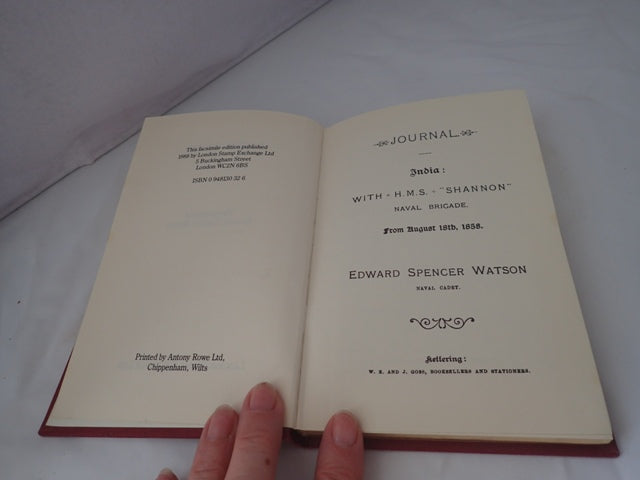 This facsimile edition published
1988 by London Stamp Exchange Ltd
5 Buckingham Street
London WC2N 6BS
ISBN 0 948130 32 6
Printed by Antony Rowe Ltd,
Chippenham, Wilts
JOURNAL.
India:
WITH - H.M.S. - "SHANNON"
NAVAL BRIGADE.
From August 18th, 1858.
EDWARD SPENCER WATSON
NAVAL CADET.
Kettering:
W. E. AND J. GOSS, BOOKSELLERS AND STATIONERS.